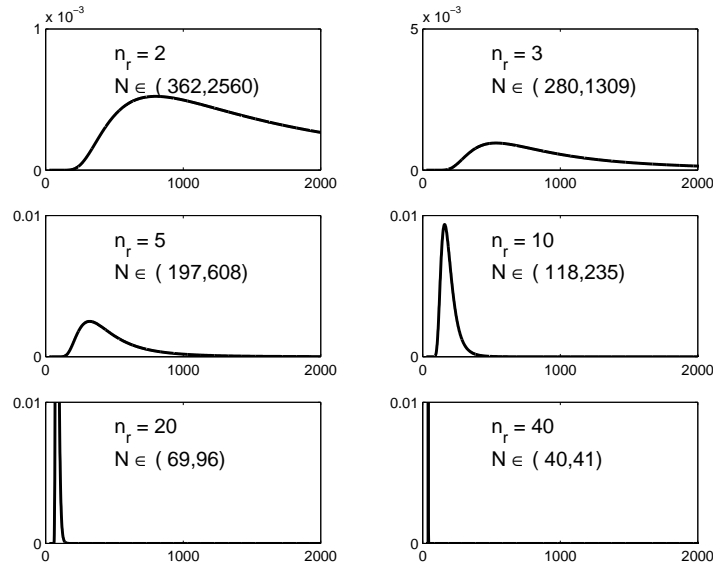 x 10⁻³
1
n_r = 2
N ∈ ( 362,2560)
0
0 1000 2000
x 10⁻³
5
n_r = 3
N ∈ ( 280,1309)
0
0 1000 2000
0.01
n_r = 5
N ∈ ( 197,608)
0
0 1000 2000
0.01
n_r = 10
N ∈ ( 118,235)
0
0 1000 2000
0.01
n_r = 20
N ∈ ( 69,96)
0
0 1000 2000
0.01
n_r = 40
N ∈ ( 40,41)
0
0 1000 2000